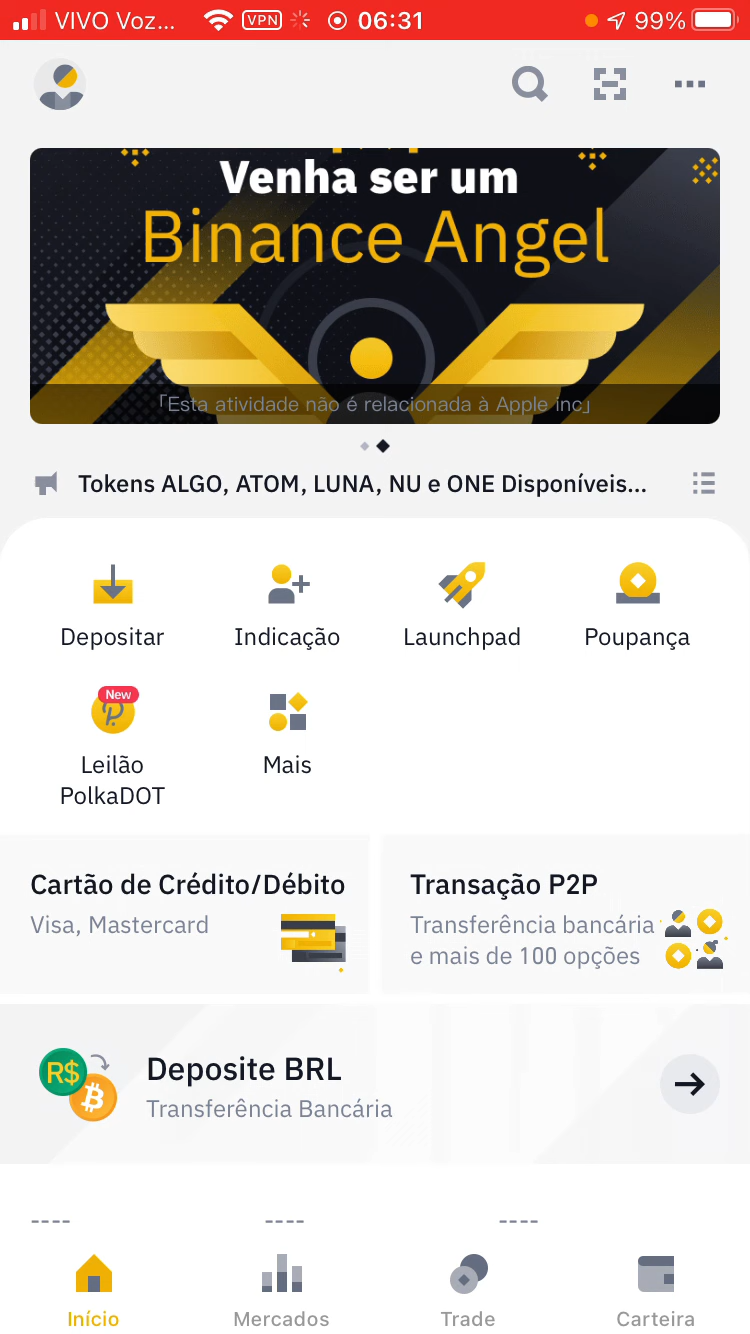 VIVO Voz... VPN 06:31 99%
Venha ser um
Binance Angel
「Esta atividade não é relacionada à Apple inc」
Tokens ALGO, ATOM, LUNA, NU e ONE Disponíveis...
Depositar Indicação Launchpad Poupança
New
Leilão PolkaDOT
Mais
Cartão de Crédito/Débito
Visa, Mastercard
Transação P2P
Transferência bancária
e mais de 100 opções
R$
Deposite BRL
Transferência Bancária
---- ---- ----
Início Mercados Trade Carteira